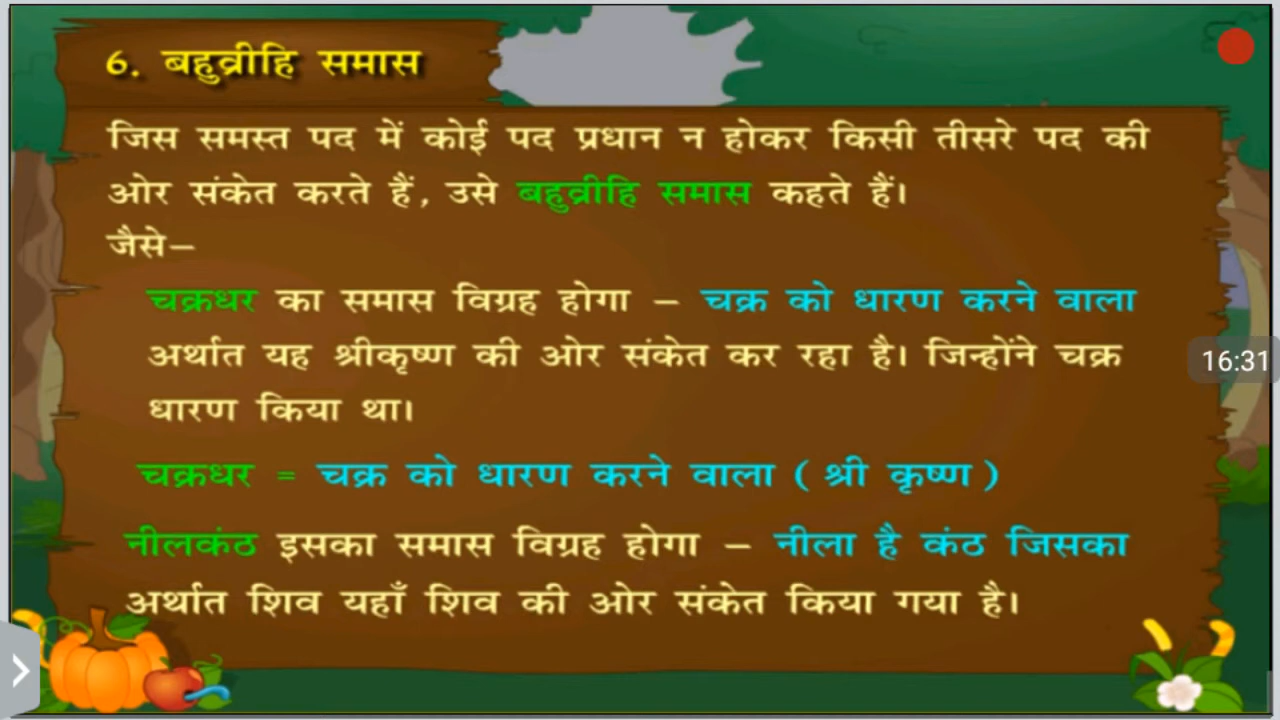 6. बहुव्रीहि समास
जिस समस्त पद में कोई पद प्रधान न होकर किसी तीसरे पद की
ओर संकेत करते हैं, उसे बहुव्रीहि समास कहते हैं।
जैसे–
चक्रधर का समास विग्रह होगा – चक्र को धारण करने वाला
अर्थात यह श्रीकृष्ण की ओर संकेत कर रहा है। जिन्होंने चक्र
16:31
धारण किया था।
चक्रधर = चक्र को धारण करने वाला ( श्री कृष्ण )
नीलकंठ इसका समास विग्रह होगा – नीला है कंठ जिसका
अर्थात शिव यहाँ शिव की ओर संकेत किया गया है।